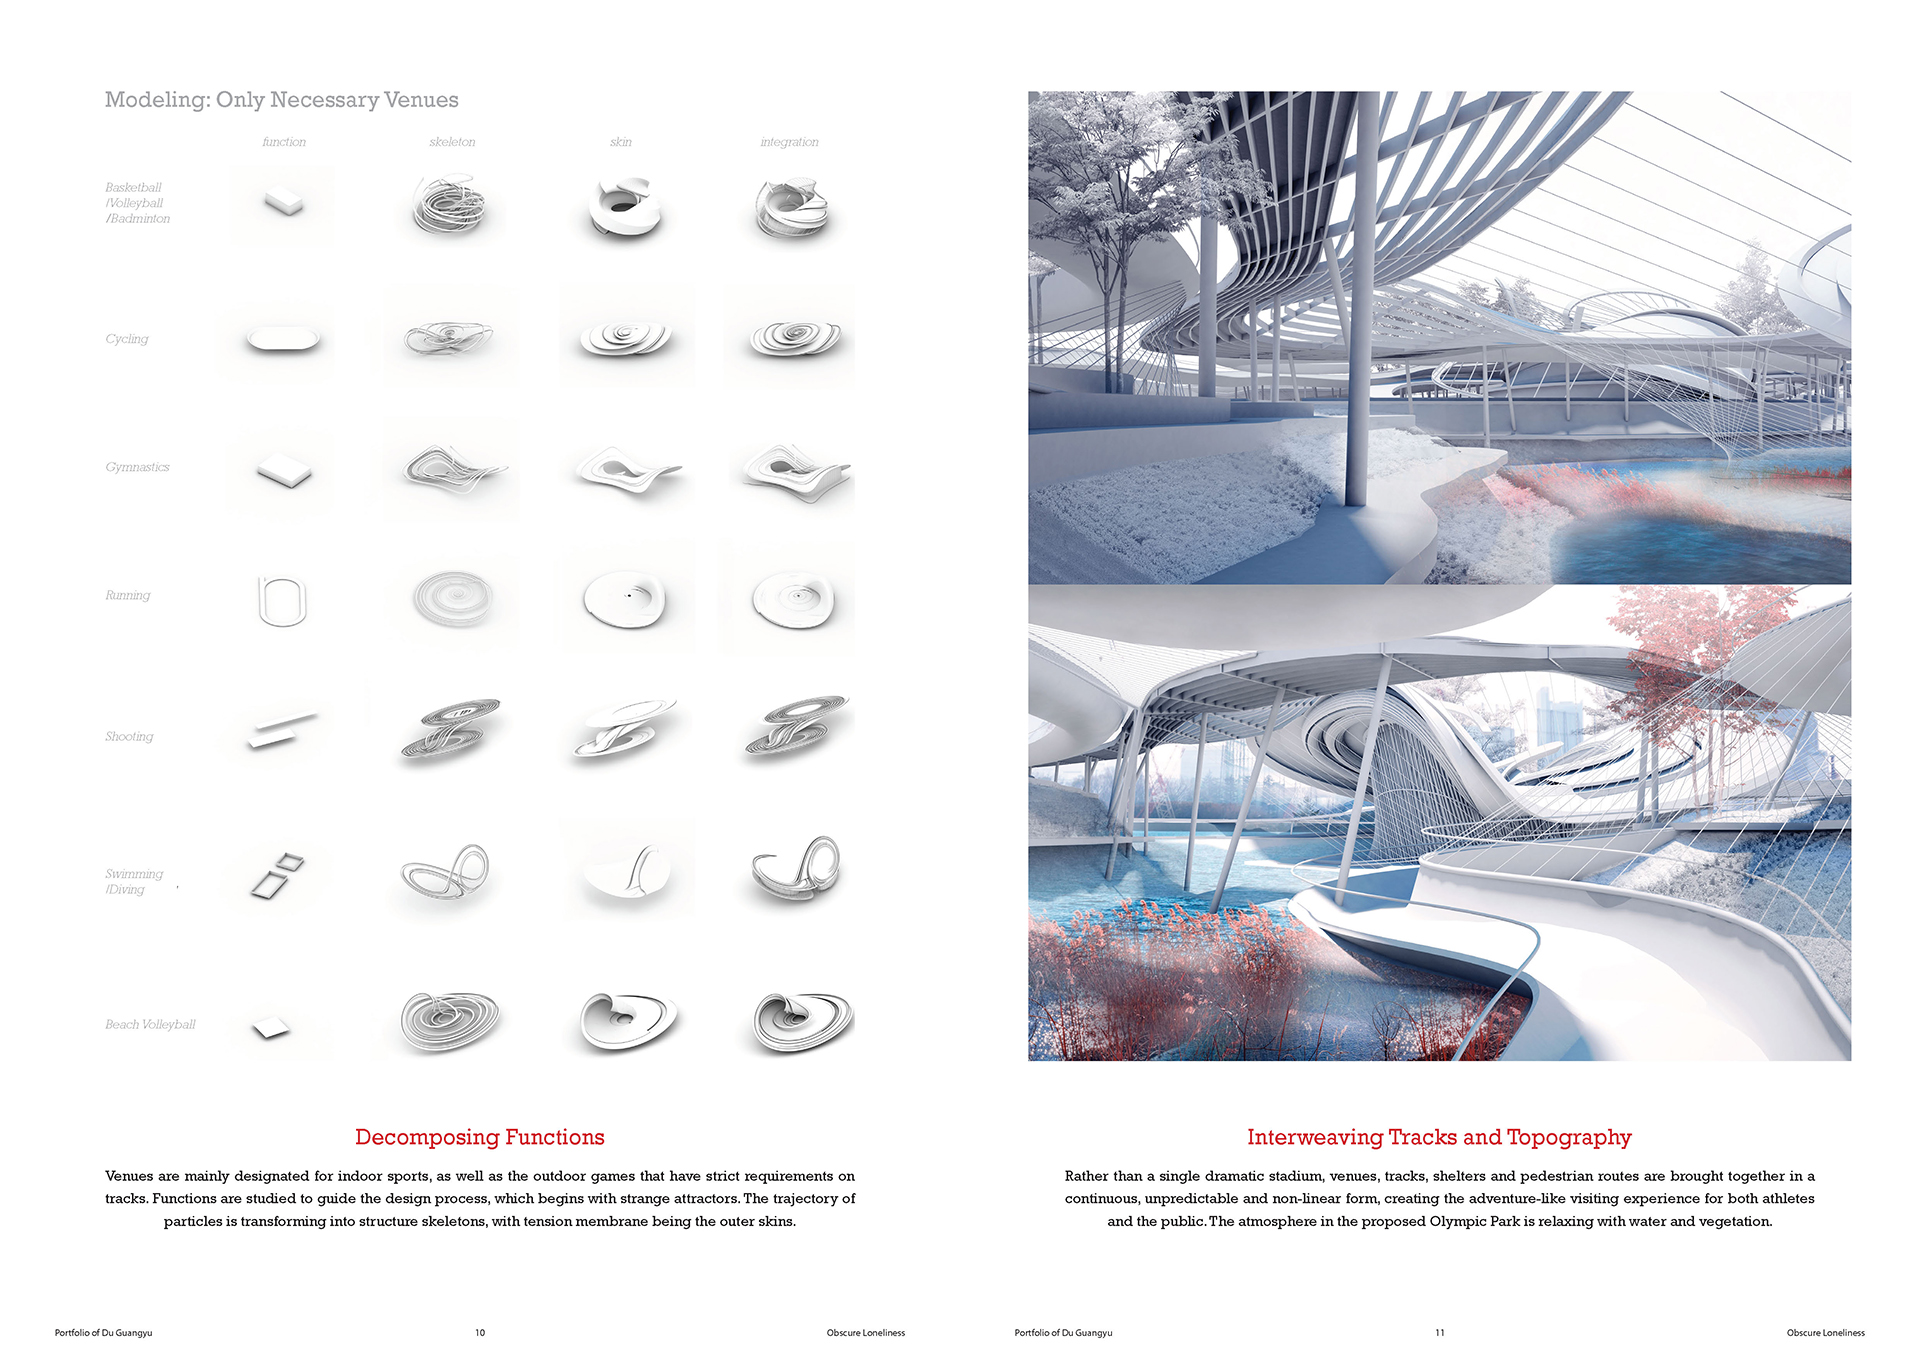 Modeling: Only Necessary Venues
function skeleton skin integration
Basketball
/Volleyball
/Badminton
Cycling
Gymnastics
Running
Shooting
Swimming
/Diving
Beach Volleyball
Decomposing Functions
Venues are mainly designated for indoor sports, as well as the outdoor games that have strict requirements on
tracks. Functions are studied to guide the design process, which begins with strange attractors. The trajectory of
particles is transforming into structure skeletons, with tension membrane being the outer skins.
Portfolio of Du Guangyu 10 Obscure Loneliness
Interweaving Tracks and Topography
Rather than a single dramatic stadium, venues, tracks, shelters and pedestrian routes are brought together in a
continuous, unpredictable and non-linear form, creating the adventure-like visiting experience for both athletes
and the public. The atmosphere in the proposed Olympic Park is relaxing with water and vegetation.
Portfolio of Du Guangyu 11 Obscure Loneliness